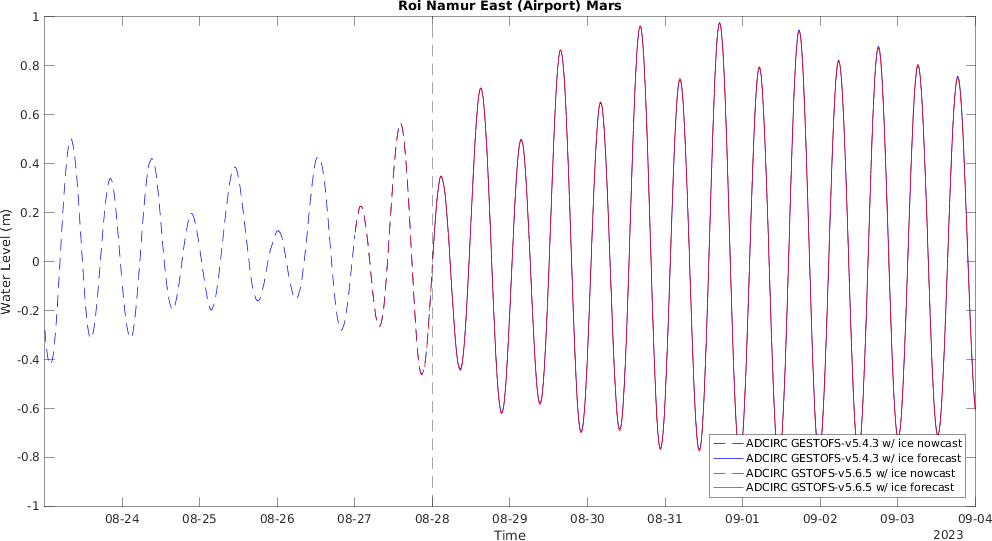 Roi Namur East (Airport) Mars
1
0.8
0.6
0.4
0.2
0
-0.2
-0.4
-0.6
-0.8
-1
Water Level (m)
ADCIRC GESTOFS-v5.4.3 w/ ice nowcast
ADCIRC GESTOFS-v5.4.3 w/ ice forecast
ADCIRC GSTOFS-v5.6.5 w/ ice nowcast
ADCIRC GSTOFS-v5.6.5 w/ ice forecast
08-24 08-25 08-26 08-27 08-28 08-29 08-30 08-31 09-01 09-02 09-03 09-04
Time
2023